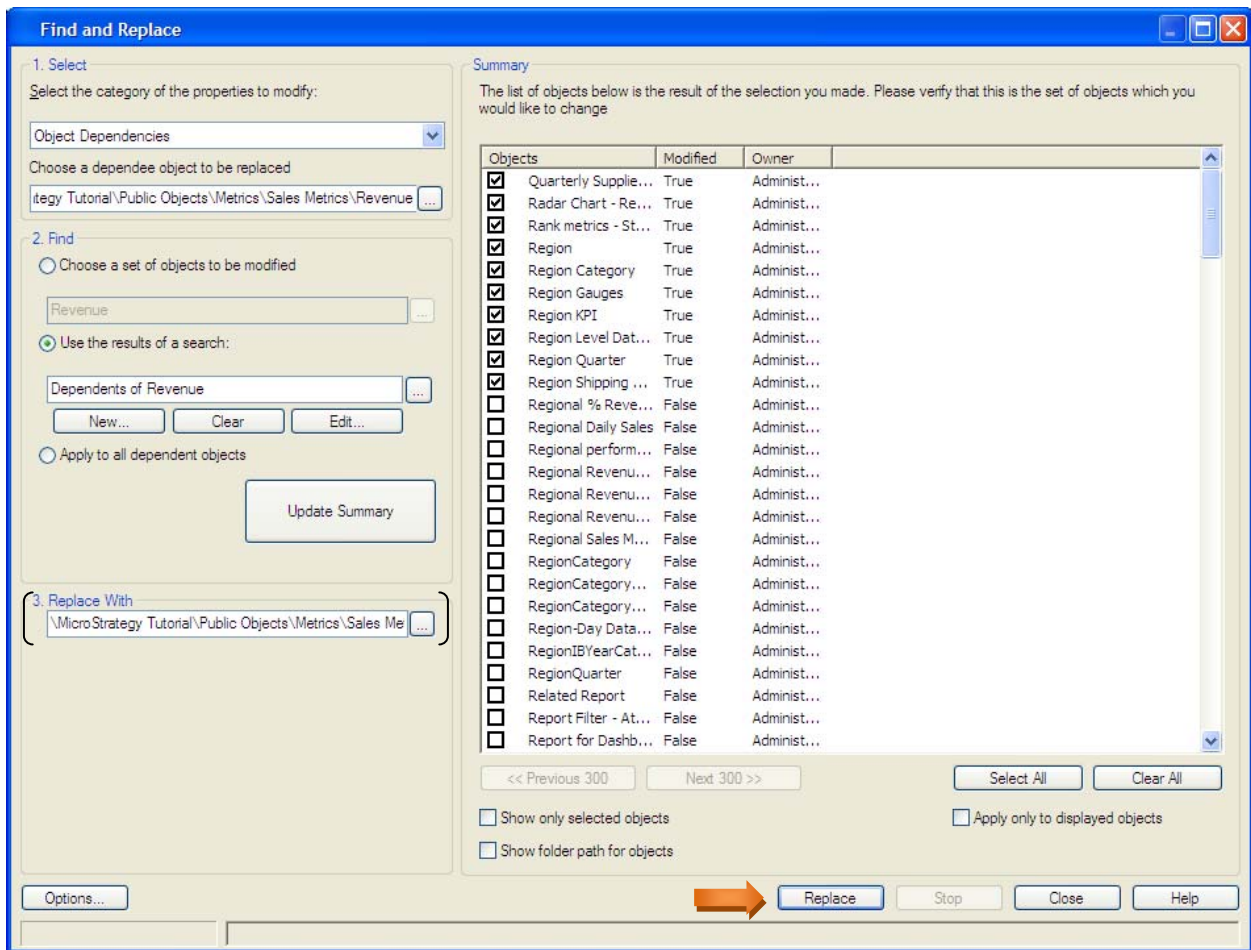 Find and Replace
1. Select
Select the category of the properties to modify:
Object Dependencies
Choose a dependee object to be replaced
itegy Tutorial\Public Objects\Metrics\Sales Metrics\Revenue ...
2. Find
Choose a set of objects to be modified
Revenue ...
Use the results of a search:
Dependents of Revenue ...
New... Clear Edit...
Apply to all dependent objects
Update Summary
3. Replace With
\MicroStrategy Tutorial\Public Objects\Metrics\Sales Me ...
Summary
The list of objects below is the result of the selection you made. Please verify that this is the set of objects which you
would like to change
Objects Modified Owner
Quarterly Supplie... True Administ...
Radar Chart - Re... True Administ...
Rank metrics - St... True Administ...
Region True Administ...
Region Category True Administ...
Region Gauges True Administ...
Region KPI True Administ...
Region Level Dat... True Administ...
Region Quarter True Administ...
Region Shipping ... True Administ...
Regional % Reve... False Administ...
Regional Daily Sales False Administ...
Regional perform... False Administ...
Regional Revenu... False Administ...
Regional Revenu... False Administ...
Regional Revenu... False Administ...
Regional Sales M... False Administ...
RegionCategory False Administ...
RegionCategory... False Administ...
RegionCategory... False Administ...
Region-Day Data... False Administ...
RegionIBYearCat... False Administ...
RegionQuarter False Administ...
Related Report False Administ...
Report Filter - At... False Administ...
Report for Dashb... False Administ...
<< Previous 300 Next 300 >> Select All Clear All
Show only selected objects Apply only to displayed objects
Show folder path for objects
Options... Replace Stop Close Help